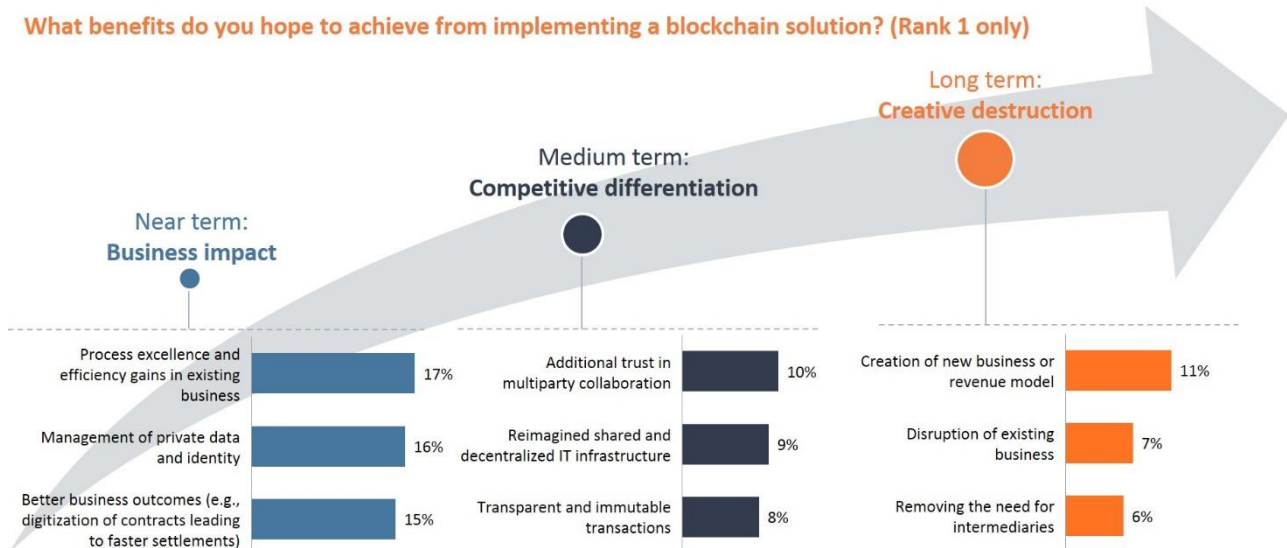 What benefits do you hope to achieve from implementing a blockchain solution? (Rank 1 only)
Near term:
Business impact
Process excellence and
efficiency gains in existing
business
17%
Management of private data
and identity
16%
Better business outcomes (e.g.,
digitization of contracts leading
to faster settlements)
15%
Medium term:
Competitive differentiation
Additional trust in
multiparty collaboration
10%
Reimagined shared and
decentralized IT infrastructure
9%
Transparent and immutable
transactions
8%
Long term:
Creative destruction
Creation of new business or
revenue model
11%
Disruption of existing
business
7%
Removing the need for
intermediaries
6%